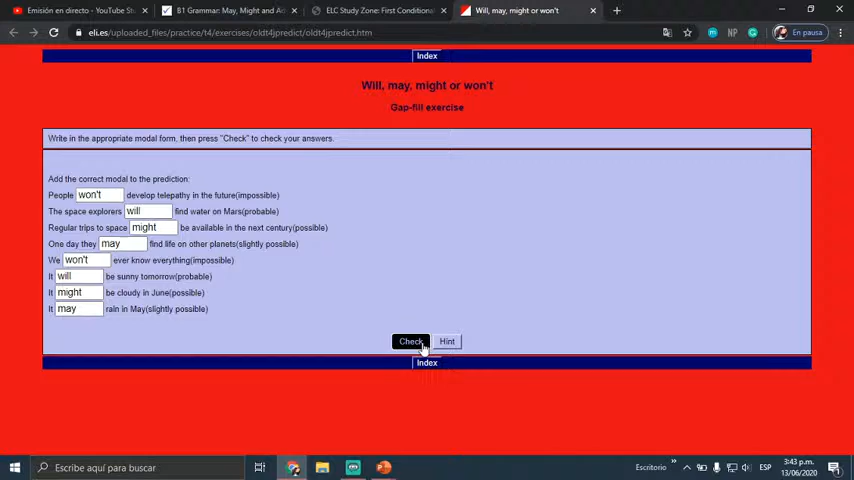 Emisión en directo - YouTube Stu
B1 Grammar: May, Might and Ad
ELC Study Zone: First Conditional
Will, may, might or won't
eli.es/uploaded_files/practice/t4/exercises/oldt4jpredict/oldt4jpredict.htm
NP
En pausa
Index
Will, may, might or won't
Gap-fill exercise
Write in the appropriate modal form, then press "Check" to check your answers.
Add the correct modal to the prediction:
People won't develop telepathy in the future(impossible)
The space explorers will find water on Mars(probable)
Regular trips to space might be available in the next century(possible)
One day they may find life on other planets(slightly possible)
We won't ever know everything(impossible)
It will be sunny tomorrow(probable)
It might be cloudy in June(possible)
It may rain in May(slightly possible)
Check Hint
Index
Escribe aquí para buscar
Escritorio
ESP
3:43 p.m.
13/06/2020